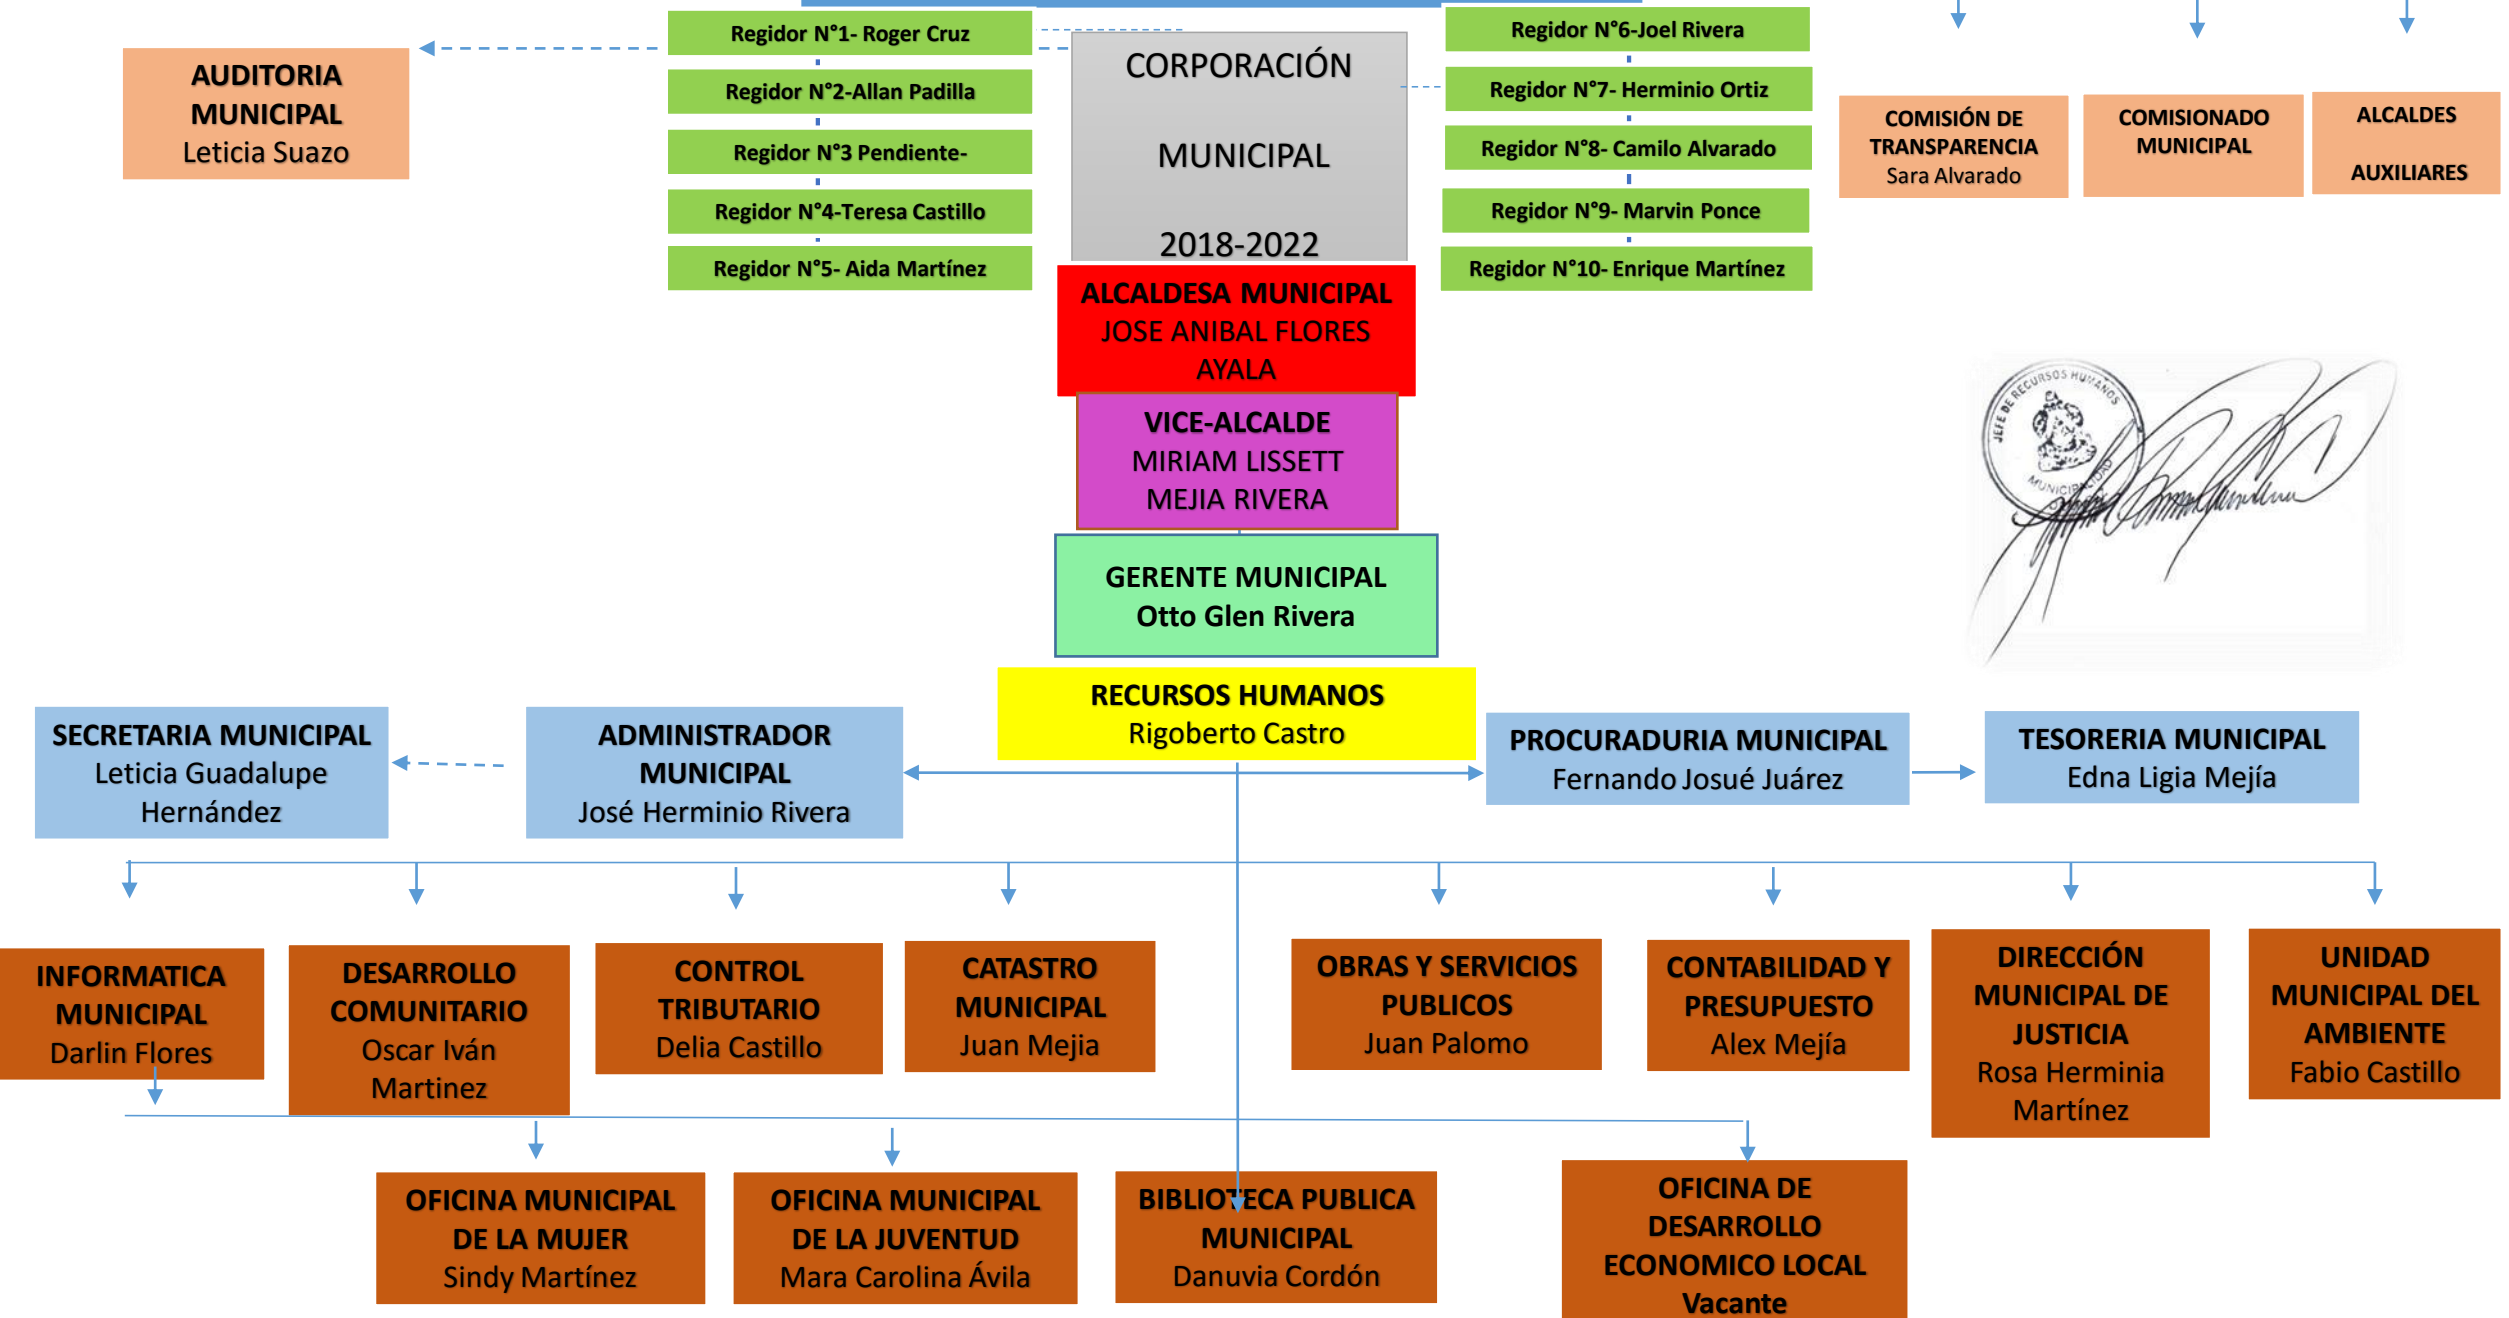 Regidor N°1- Roger Cruz
Regidor N°2-Allan Padilla
Regidor N°3 Pendiente-
Regidor N°4-Teresa Castillo
Regidor N°5- Aida Martínez
CORPORACIÓN
MUNICIPAL
2018-2022
Regidor N°6-Joel Rivera
Regidor N°7- Herminio Ortiz
Regidor N°8- Camilo Alvarado
Regidor N°9- Marvin Ponce
Regidor N°10- Enrique Martínez
AUDITORIA
MUNICIPAL
Leticia Suazo
COMISIÓN DE
TRANSPARENCIA
Sara Alvarado
COMISIONADO
MUNICIPAL
ALCALDES
AUXILIARES
ALCALDESA MUNICIPAL
JOSE ANIBAL FLORES
AYALA
VICE-ALCALDE
MIRIAM LISSETT
MEJIA RIVERA
GERENTE MUNICIPAL
Otto Glen Rivera
JEFE DE RECURSOS HUMANOS
MUNICIPALIDAD
RECURSOS HUMANOS
Rigoberto Castro
SECRETARIA MUNICIPAL
Leticia Guadalupe
Hernández
ADMINISTRADOR
MUNICIPAL
José Herminio Rivera
PROCURADURIA MUNICIPAL
Fernando Josué Juárez
TESORERIA MUNICIPAL
Edna Ligia Mejía
INFORMATICA
MUNICIPAL
Darlin Flores
DESARROLLO
COMUNITARIO
Oscar Iván
Martinez
CONTROL
TRIBUTARIO
Delia Castillo
CATASTRO
MUNICIPAL
Juan Mejia
OBRAS Y SERVICIOS
PUBLICOS
Juan Palomo
CONTABILIDAD Y
PRESUPUESTO
Alex Mejía
DIRECCIÓN
MUNICIPAL DE
JUSTICIA
Rosa Herminia
Martínez
UNIDAD
MUNICIPAL DEL
AMBIENTE
Fabio Castillo
OFICINA MUNICIPAL
DE LA MUJER
Sindy Martínez
OFICINA MUNICIPAL
DE LA JUVENTUD
Mara Carolina Ávila
BIBLIOTECA PUBLICA
MUNICIPAL
Danuvia Cordón
OFICINA DE
DESARROLLO
ECONOMICO LOCAL
Vacante